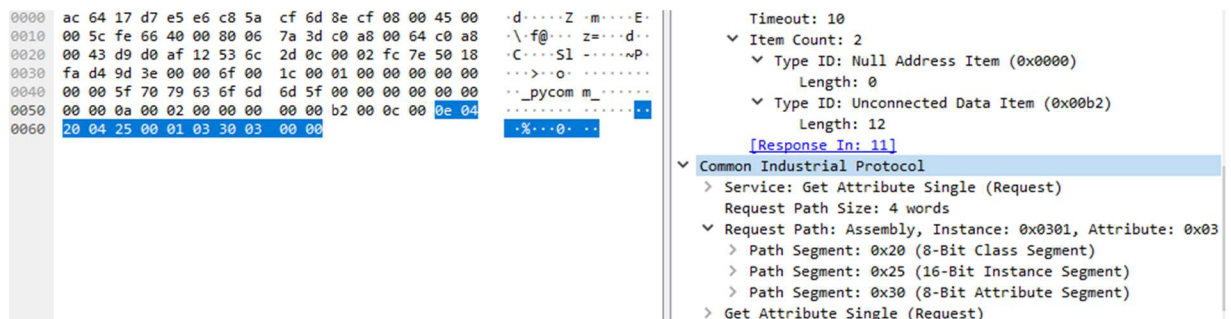 0000 ac 64 17 d7 e5 e6 c8 5a cf 6d 8e cf 08 00 45 00 ·d·····Z ·m····E·
0010 00 5c fe 66 40 00 80 06 7a 3d c0 a8 00 64 c0 a8 ·\·f@··· z=···d··
0020 00 43 d9 d0 af 12 53 6c 2d 0c 00 02 fc 7e 50 18 ·C····Sl -····~P·
0030 fa d4 9d 3e 00 00 6f 00 1c 00 01 00 00 00 00 00 ···>··o· ········
0040 00 00 5f 70 79 63 6f 6d 6d 5f 00 00 00 00 00 00 ··_pycom m_······
0050 00 00 0a 00 02 00 00 00 00 00 b2 00 0c 00 0e 04 ········ ········
0060 20 04 25 00 01 03 30 03 00 00 ·%···0· ··
Timeout: 10
Item Count: 2
Type ID: Null Address Item (0x0000)
Length: 0
Type ID: Unconnected Data Item (0x00b2)
Length: 12
[Response In: 11]
Common Industrial Protocol
Service: Get Attribute Single (Request)
Request Path Size: 4 words
Request Path: Assembly, Instance: 0x0301, Attribute: 0x03
Path Segment: 0x20 (8-Bit Class Segment)
Path Segment: 0x25 (16-Bit Instance Segment)
Path Segment: 0x30 (8-Bit Attribute Segment)
Get Attribute Single (Request)